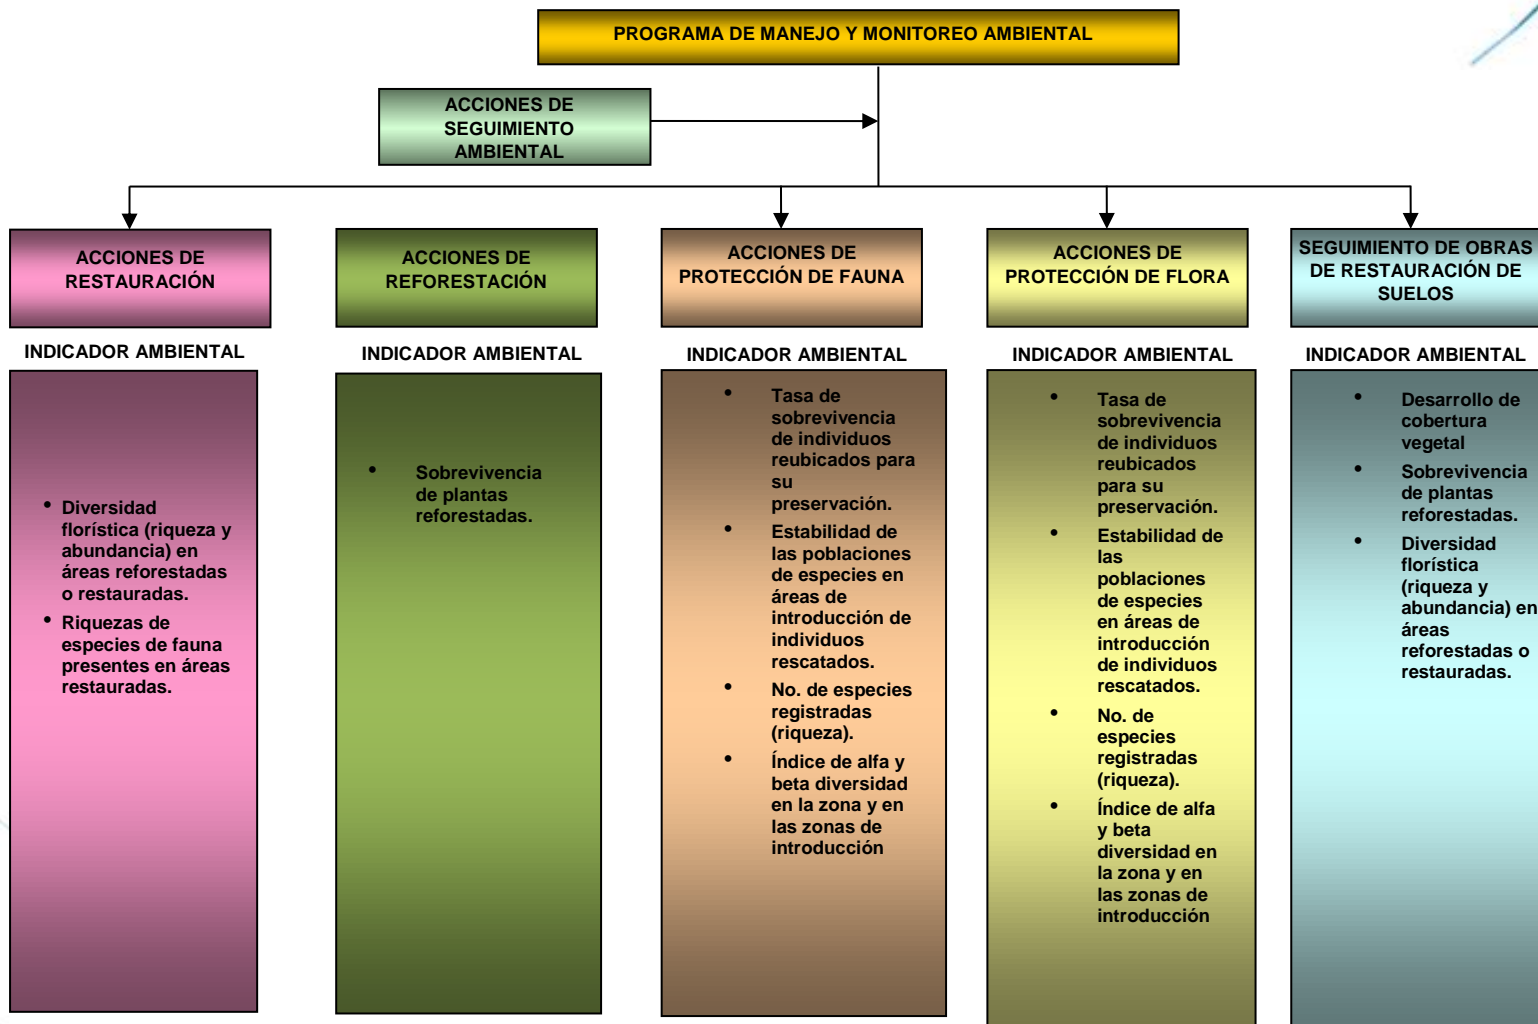 PROGRAMA DE MANEJO Y MONITOREO AMBIENTAL
ACCIONES DE
SEGUIMIENTO
AMBIENTAL
ACCIONES DE
RESTAURACIÓN
INDICADOR AMBIENTAL
• Diversidad
florística (riqueza y
abundancia) en
áreas reforestadas
o restauradas.
• Riquezas de
especies de fauna
presentes en áreas
restauradas.
ACCIONES DE
REFORESTACIÓN
INDICADOR AMBIENTAL
• Sobrevivencia
de plantas
reforestadas.
ACCIONES DE
PROTECCIÓN DE FAUNA
INDICADOR AMBIENTAL
• Tasa de
sobrevivencia
de individuos
reubicados para
su
preservación.
• Estabilidad de
las poblaciones
de especies en
áreas de
introducción de
individuos
rescatados.
• No. de especies
registradas
(riqueza).
• Índice de alfa y
beta diversidad
en la zona y en
las zonas de
introducción
ACCIONES DE
PROTECCIÓN DE FLORA
INDICADOR AMBIENTAL
• Tasa de
sobrevivencia
de individuos
reubicados
para su
preservación.
• Estabilidad de
las
poblaciones
de especies
en áreas de
introducción
de individuos
rescatados.
• No. de
especies
registradas
(riqueza).
• Índice de alfa
y beta
diversidad en
la zona y en
las zonas de
introducción
SEGUIMIENTO DE OBRAS
DE RESTAURACIÓN DE
SUELOS
INDICADOR AMBIENTAL
• Desarrollo de
cobertura
vegetal
• Sobrevivencia
de plantas
reforestadas.
• Diversidad
florística
(riqueza y
abundancia) en
áreas
reforestadas o
restauradas.